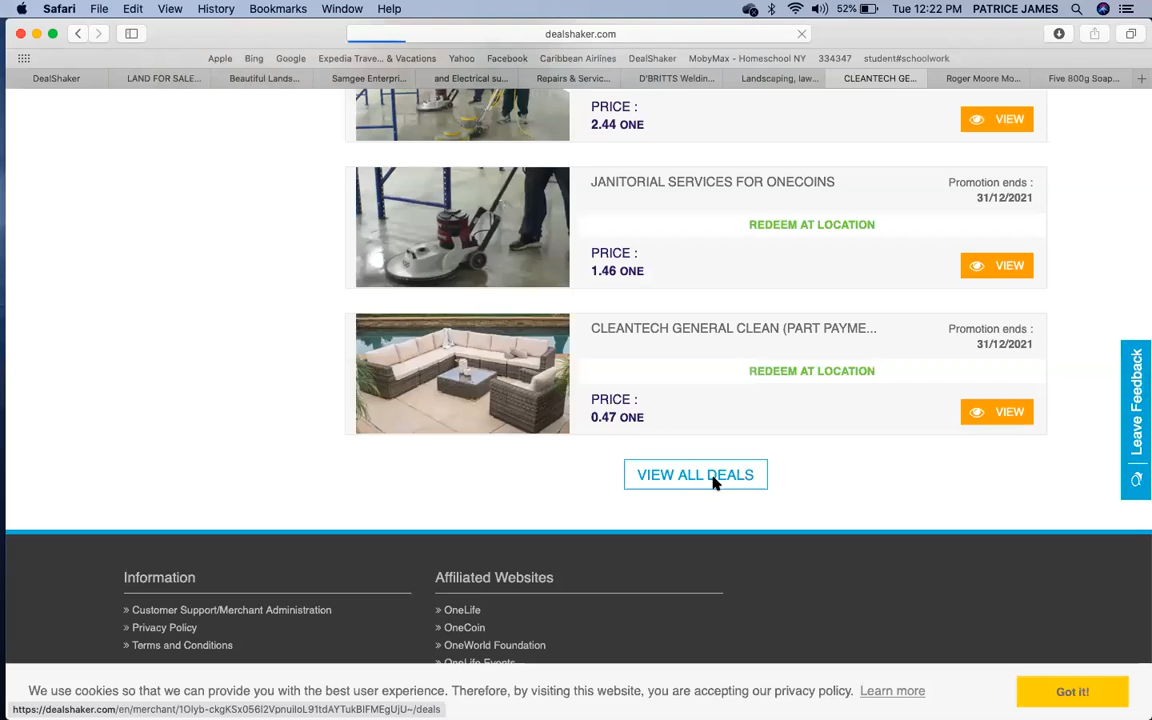 Safari File Edit View History Bookmarks Window Help 52% Tue 12:22 PM PATRICE JAMES
dealshaker.com
Apple Bing Google Expedia Trave... & Vacations Yahoo Facebook Caribbean Airlines DealShaker MobyMax - Homeschool NY 334347 student#schoolwork
DealShaker LAND FOR SALE... Beautiful Lands... Samgee Enterpri... and Electrical su... Repairs & Servic... D'BRITTS Weldin... Landscaping, law... CLEANTECH GE... Roger Moore Mo... Five 800g Soap...
PRICE :
2.44 ONE
VIEW
JANITORIAL SERVICES FOR ONECOINS
Promotion ends :
31/12/2021
REDEEM AT LOCATION
PRICE :
1.46 ONE
VIEW
CLEANTECH GENERAL CLEAN (PART PAYME...
Promotion ends :
31/12/2021
REDEEM AT LOCATION
PRICE :
0.47 ONE
VIEW
VIEW ALL DEALS
Leave Feedback
Information
» Customer Support/Merchant Administration
» Privacy Policy
» Terms and Conditions
Affiliated Websites
» OneLife
» OneCoin
» OneWorld Foundation
» OneLife Events
We use cookies so that we can provide you with the best user experience. Therefore, by visiting this website, you are accepting our privacy policy. Learn more
Got it!
https://dealshaker.com/en/merchant/1Olyb-ckgKSx056I2VpnuiloL91tdAYTukBIFMEgUjU~/deals